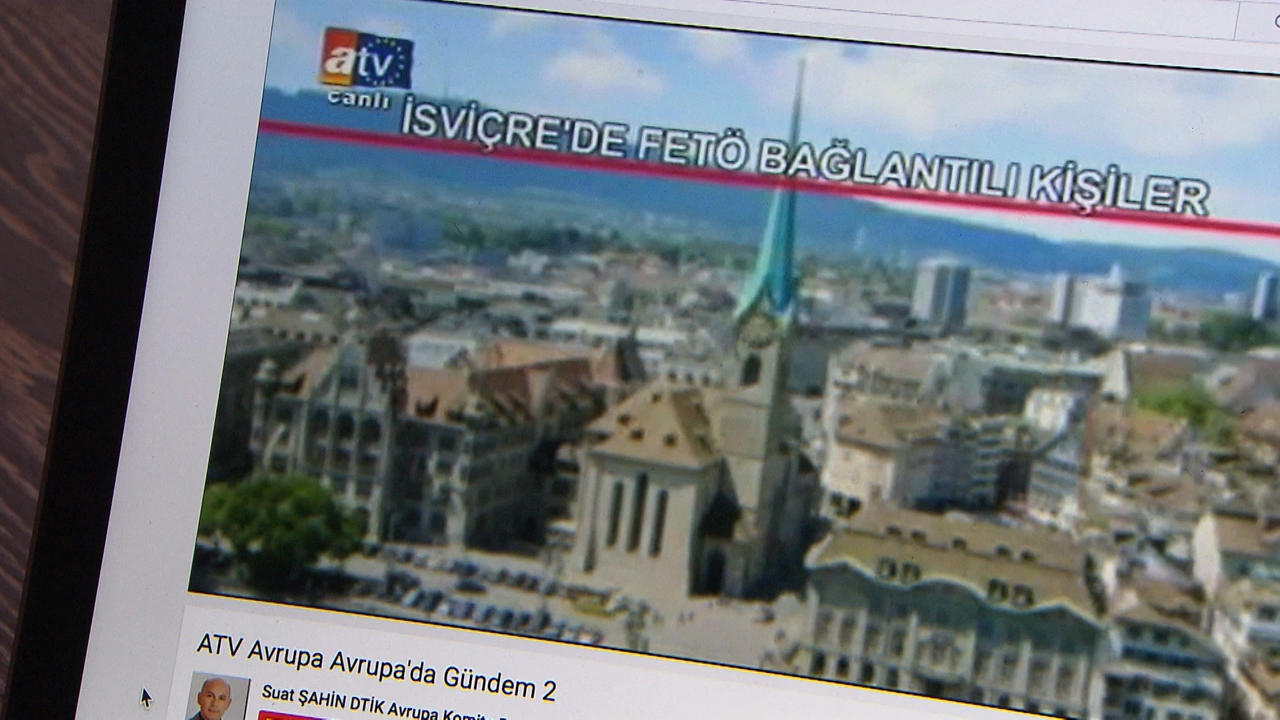 atv
canlı
İSVİÇRE'DE FETÖ BAĞLANTILI KİŞİLER
ATV Avrupa Avrupa'da Gündem 2
Suat ŞAHİN DTİK Avrupa